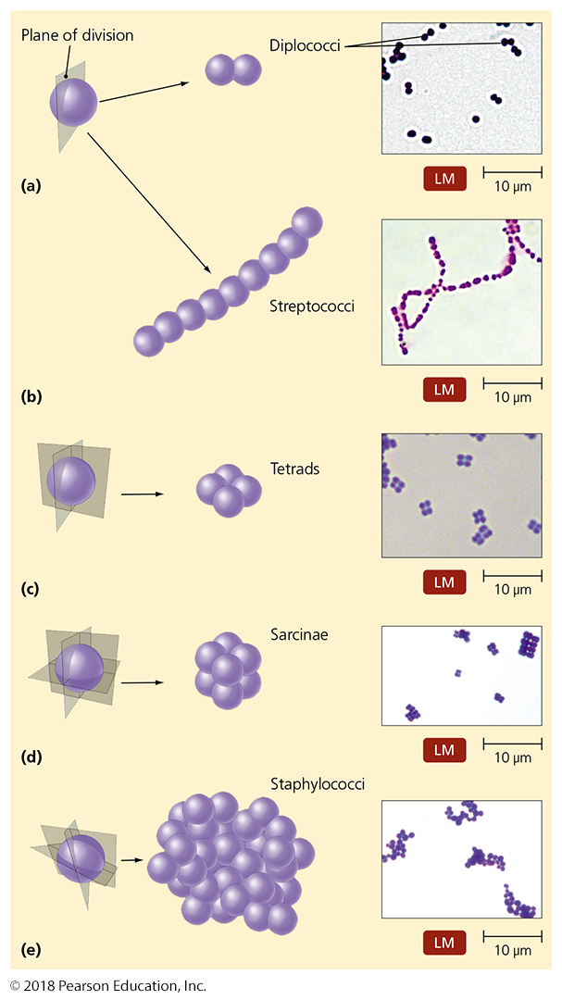 Plane of division
Diplococci
(a)
LM
10 µm
Streptococci
(b)
LM
10 µm
Tetrads
(c)
LM
10 µm
Sarcinae
(d)
LM
10 µm
Staphylococci
(e)
LM
10 µm
© 2018 Pearson Education, Inc.